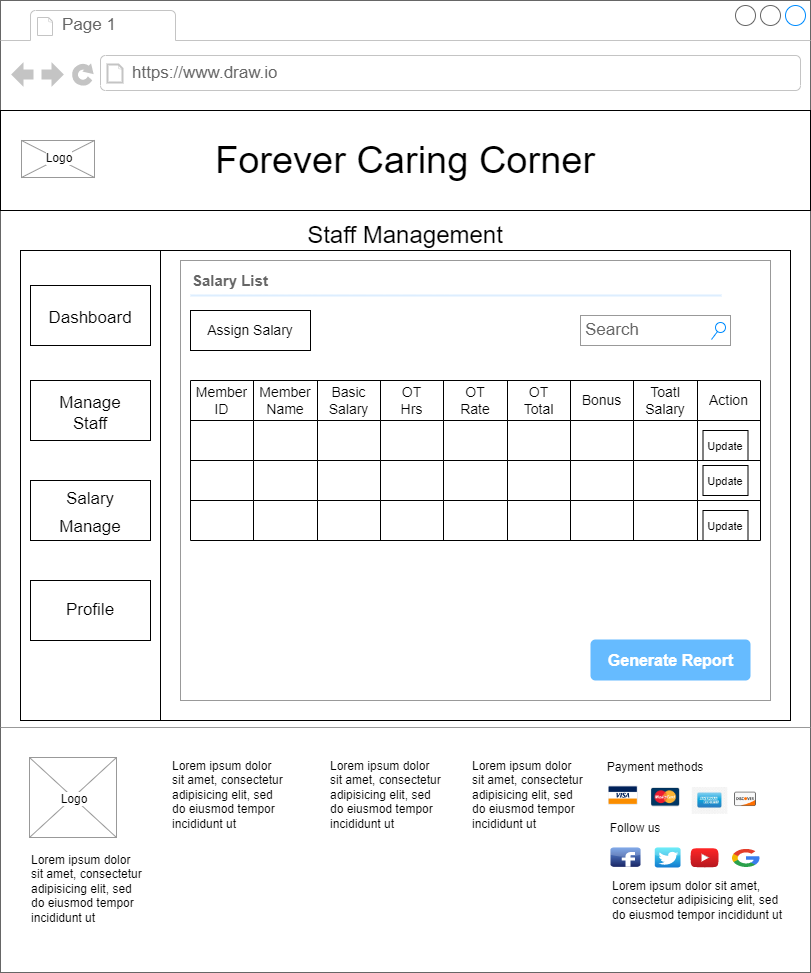 Page 1
https://www.draw.io
Logo
Forever Caring Corner
Staff Management
Dashboard
Manage
Staff
Salary
Manage
Profile
Salary List
Assign Salary
Search
Member
ID
Member
Name
Basic
Salary
OT
Hrs
OT
Rate
OT
Total
Bonus
Toatl
Salary
Action
Update
Update
Update
Generate Report
Logo
Lorem ipsum dolor
sit amet, consectetur
adipisicing elit, sed
do eiusmod tempor
incididunt ut
Lorem ipsum dolor
sit amet, consectetur
adipisicing elit, sed
do eiusmod tempor
incididunt ut
Lorem ipsum dolor
sit amet, consectetur
adipisicing elit, sed
do eiusmod tempor
incididunt ut
Lorem ipsum dolor
sit amet, consectetur
adipisicing elit, sed
do eiusmod tempor
incididunt ut
Payment methods
VISA
DISCOVER
Follow us
Lorem ipsum dolor sit amet,
consectetur adipisicing elit, sed
do eiusmod tempor incididunt ut